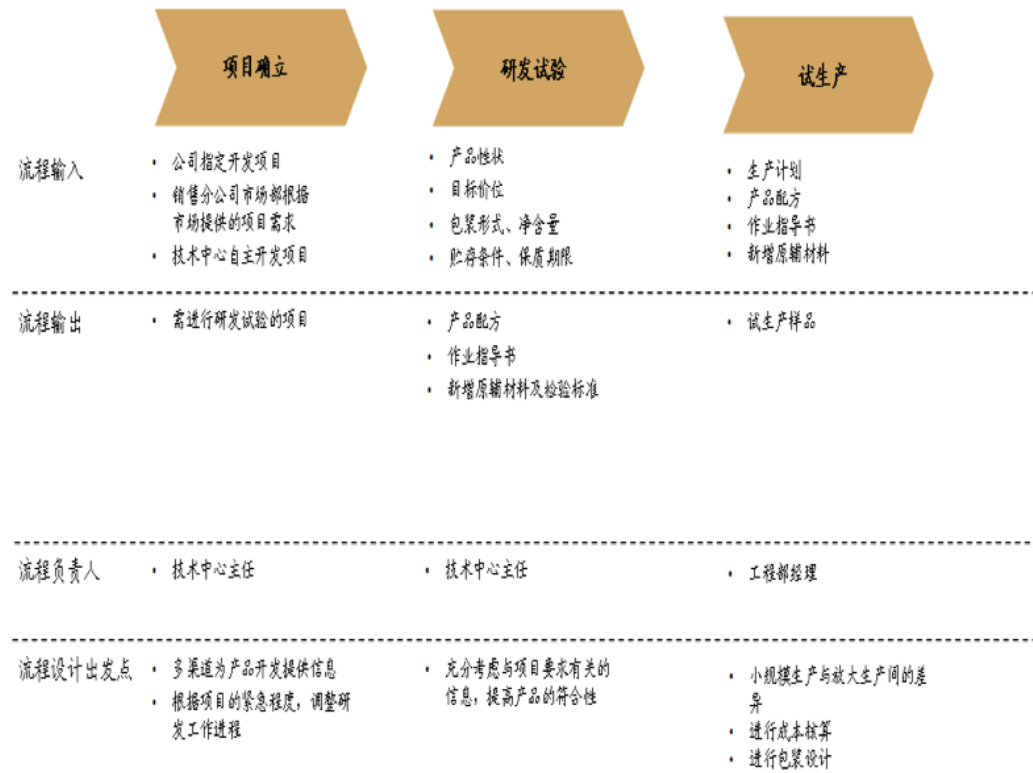 项目确立
研发试验
试生产
流程输入
• 公司指定开发项目
• 销售分公司市场部根据
市场提供的项目需求
• 技术中心自主开发项目
• 产品性状
• 目标价位
• 包装形式、净含量
• 贮存条件、保质期限
• 生产计划
• 产品配方
• 作业指导书
• 新增原辅材料
流程输出
• 需进行研发试验的项目
• 产品配方
• 作业指导书
• 新增原辅材料及检验标准
• 试生产样品
流程负责人
• 技术中心主任
• 技术中心主任
• 工程部经理
流程设计出发点
• 多渠道为产品开发提供信息
• 根据项目的紧急程度，调整研
发工作进程
• 充分考虑与项目要求有关的
信息，提高产品的符合性
• 小规模生产与放大生产间的差
异
• 进行成本核算
• 进行包装设计